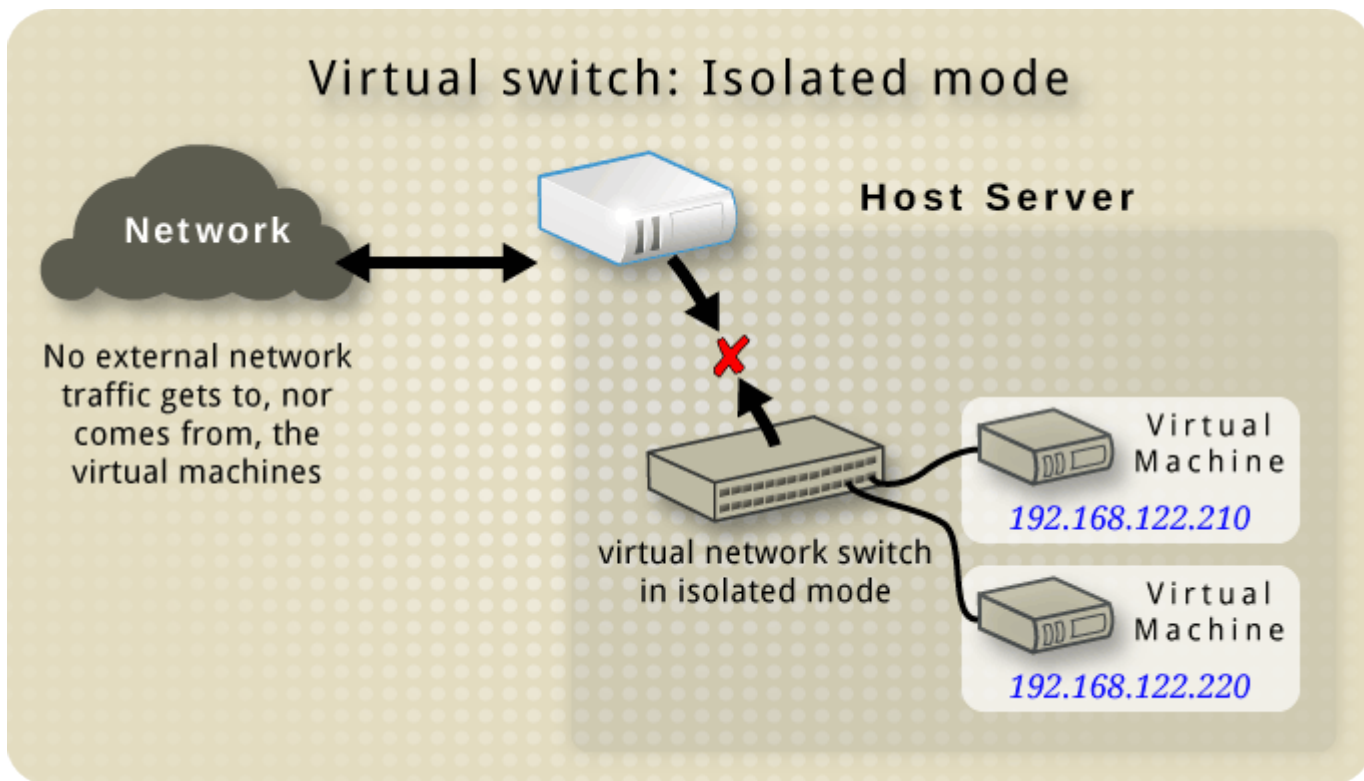 Virtual switch: Isolated mode
Network
Host Server
No external network
traffic gets to, nor
comes from, the
virtual machines
virtual network switch
in isolated mode
Virtual
Machine
192.168.122.210
Virtual
Machine
192.168.122.220